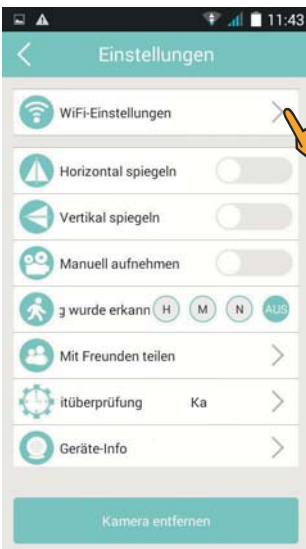 11:43
Einstellungen
WiFi-Einstellungen
Horizontal spiegeln
Vertikal spiegeln
Manuell aufnehmen
g wurde erkann H M N AUS
Mit Freunden teilen
itüberprüfung Ka
Geräte-Info
Kamera entfernen